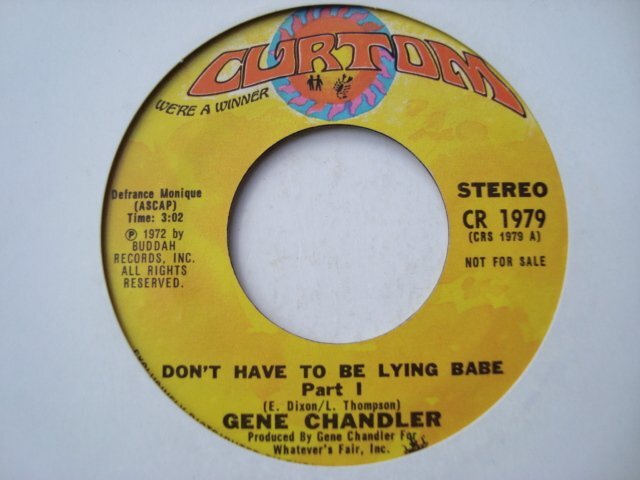 CURTOM
WE'RE A WINNER
Defrance Monique
(ASCAP)
Time: 3:02
℗ 1972 by
BUDDAH
RECORDS, INC.
ALL RIGHTS
RESERVED.
STEREO
CR 1979
(CRS 1979 A)
NOT FOR SALE
DON'T HAVE TO BE LYING BABE
Part I
(E. Dixon/L. Thompson)
GENE CHANDLER
Produced By Gene Chandler For
Whatever's Fair, Inc.